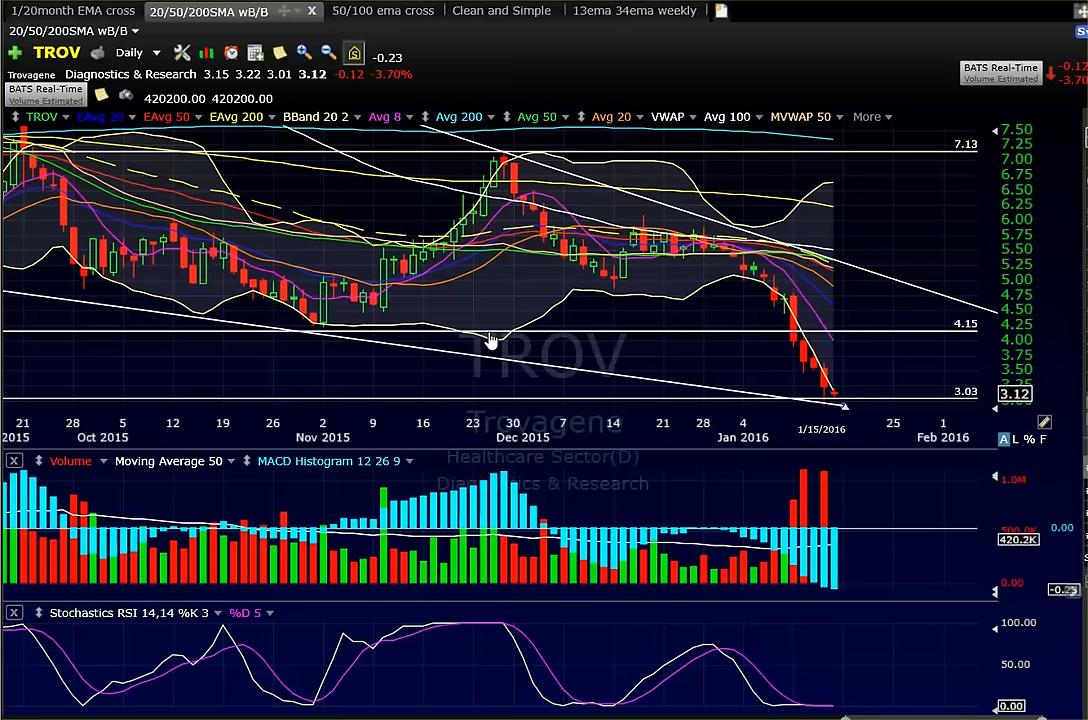 1/20month EMA cross 20/50/200SMA wB/B X 50/100 ema cross Clean and Simple 13ema 34ema weekly
20/50/200SMA wB/B
TROV Daily -0.23
Trovagene Diagnostics & Research 3.15 3.22 3.01 3.12 -0.12 -3.70%
BATS Real-Time
Volume Estimated
420200.00 420200.00
BATS Real-Time
Volume Estimated
-0.12
-3.70
TROV EAvg 20 EAvg 50 EAvg 200 BBand 20 2 Avg 8 Avg 200 Avg 50 Avg 20 VWAP Avg 100 MVWAP 50 More
7.50
7.25
7.13
7.00
6.75
6.50
6.25
6.00
5.75
5.50
5.25
5.00
4.75
4.50
4.25
4.15
4.00
3.75
3.50
3.25
3.03
3.12
TROV
Trovagene
Healthcare Sector(D)
Diagnostics & Research
21 28 5 12 19 26 2 9 16 23 30 7 14 21 28 4 1/15/2016 25 1
2015 Oct 2015 Nov 2015 Dec 2015 Jan 2016 Feb 2016
A L % F
X Volume Moving Average 50 MACD Histogram 12 26 9
1.0M
500.0K 0.00
420.2K
0.00
X Stochastics RSI 14,14 %K 3 %D 5
100.00
50.00
0.00